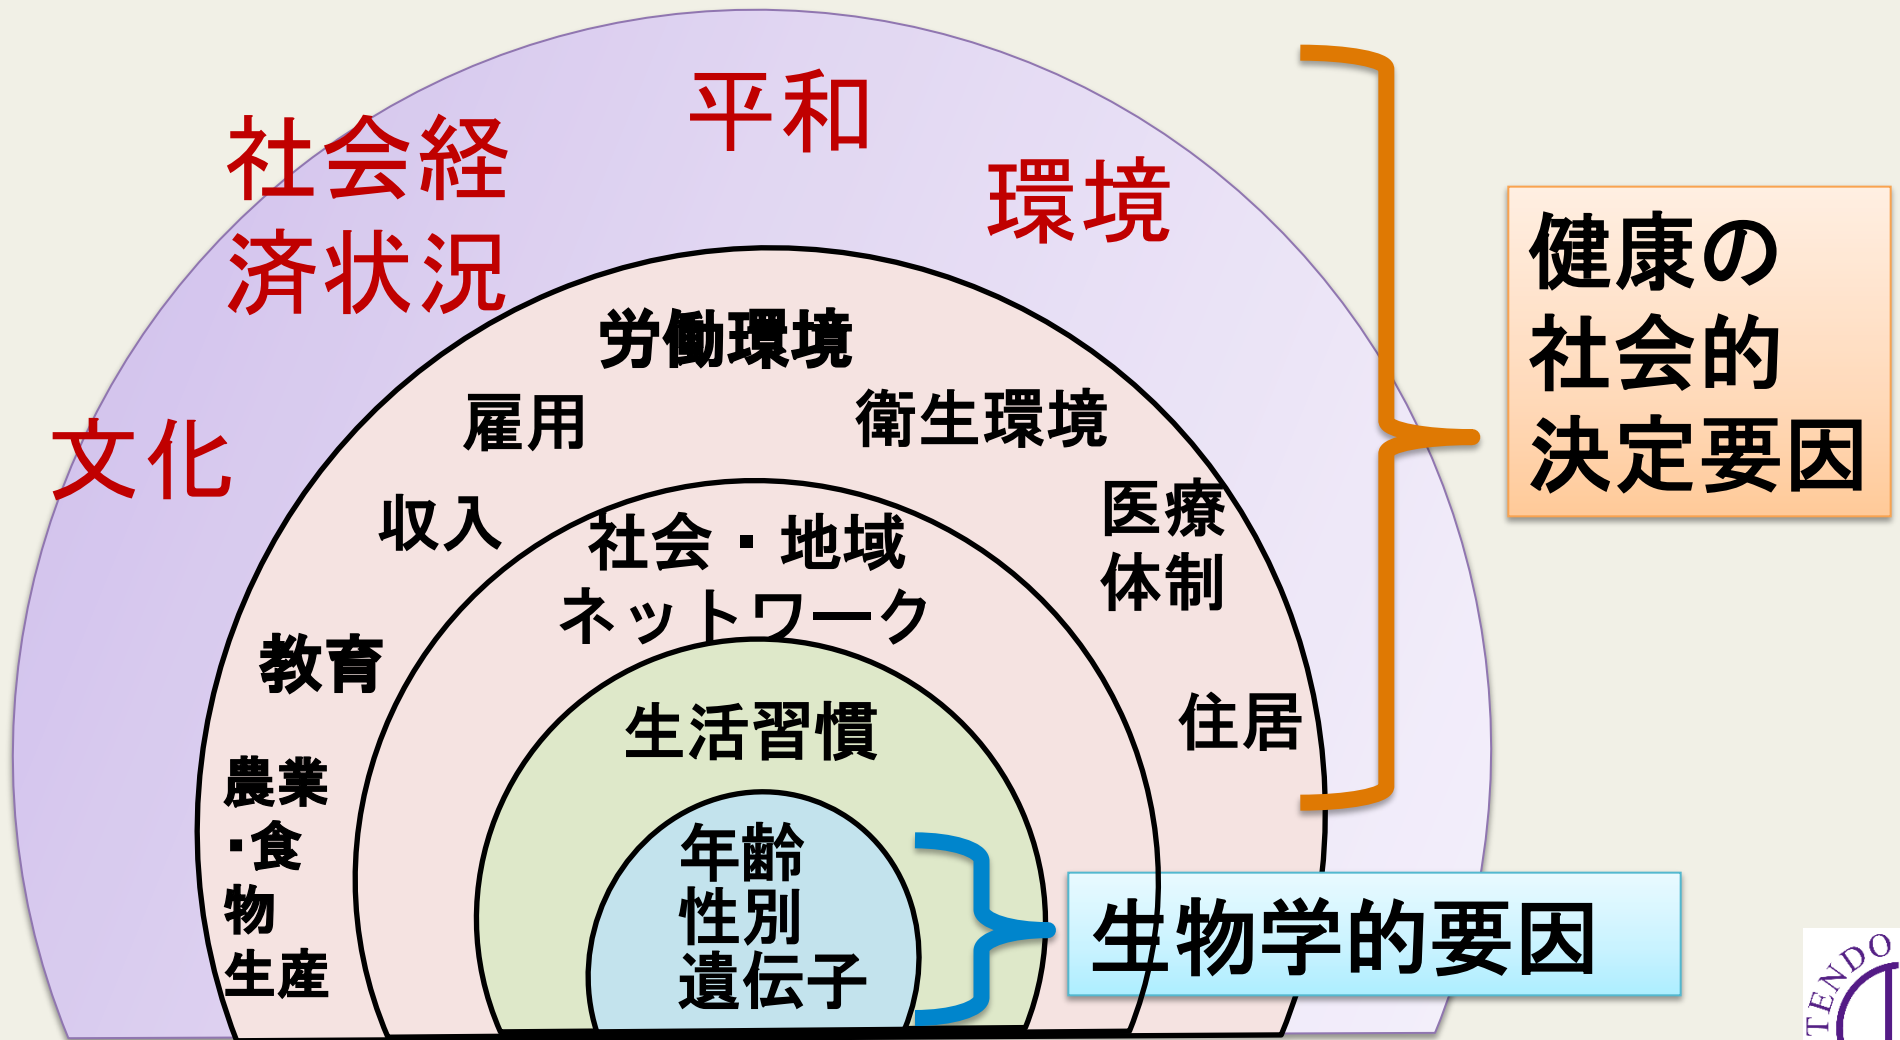 平和
社会経
済状況
環境
文化
労働環境
雇用
衛生環境
収入
医療
体制
社会・地域
ネットワーク
教育
住居
生活習慣
農業
・食
物
生産
年齢
性別
遺伝子
健康の
社会的
決定要因
生物学的要因
TENDO